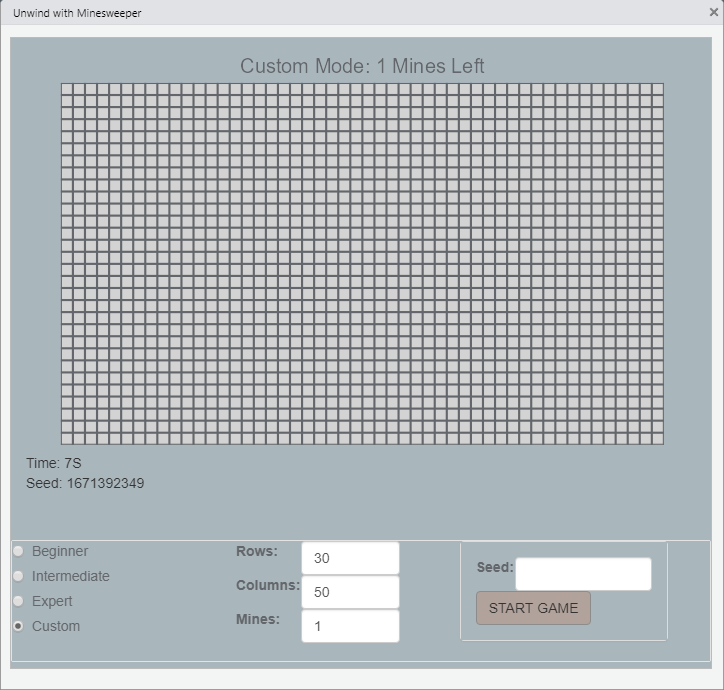 Unwind with Minesweeper
Custom Mode: 1 Mines Left
Time: 7S
Seed: 1671392349
Beginner
Intermediate
Expert
Custom
Rows: 30
Columns: 50
Mines: 1
Seed:
START GAME